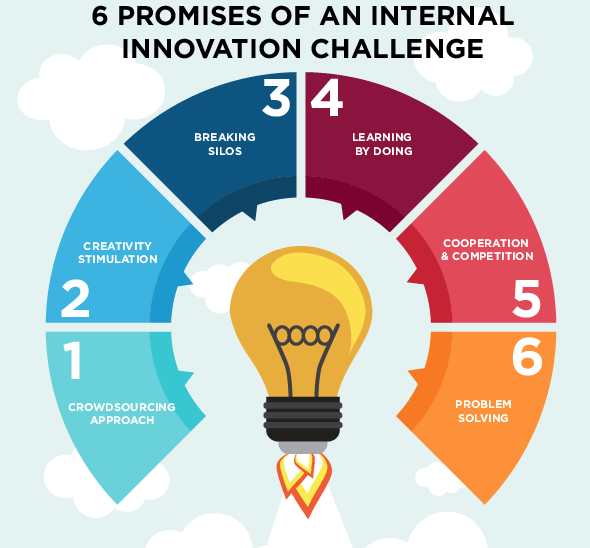 6 PROMISES OF AN INTERNAL
INNOVATION CHALLENGE
1
CROWDSOURCING
APPROACH
2
CREATIVITY
STIMULATION
3
BREAKING
SILOS
4
LEARNING
BY DOING
5
COOPERATION
& COMPETITION
6
PROBLEM
SOLVING